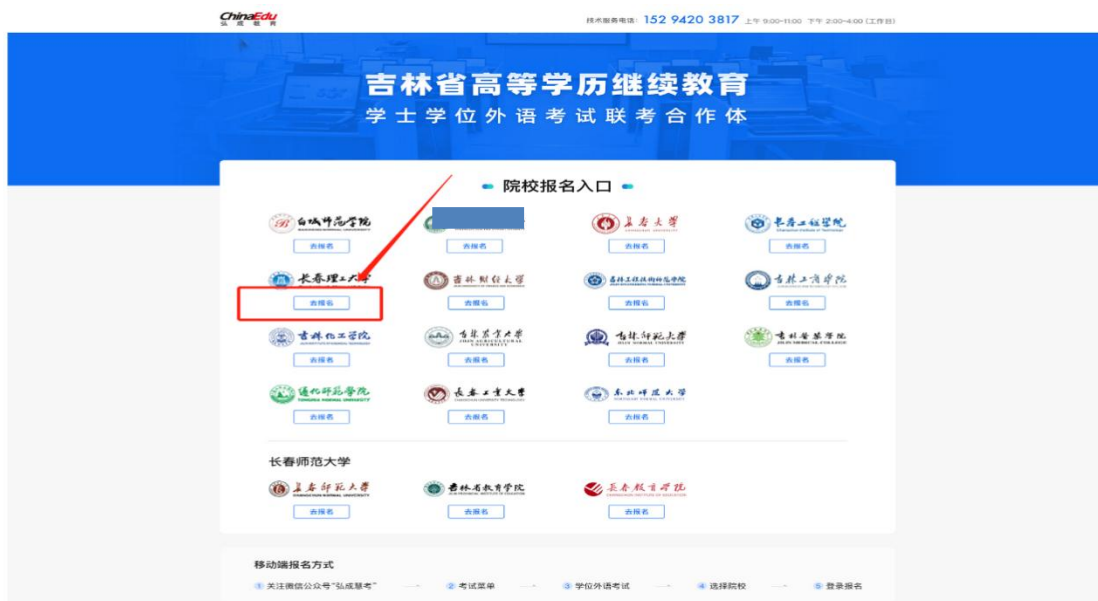 ChinaEdu
弘 成 教 育
技术服务电话: 152 9420 3817 上午 9:00-11:00 下午 2:00-4:00 (工作日)
吉林省高等学历继续教育
学士学位外语考试联考合作体
院校报名入口
白城师范学院 长春大学 长春工程学院
去报名 去报名 去报名 去报名
长春理工大学 吉林财经大学 吉林工程技术师范学院 吉林工商学院
去报名 去报名 去报名 去报名
吉林化工学院 吉林农业大学 吉林师范大学 吉林医药学院
去报名 去报名 去报名 去报名
通化师范学院 长春工业大学 东北师范大学
去报名 去报名 去报名
长春师范大学
长春师范大学 吉林省教育学院 长春教育学院
去报名 去报名 去报名
移动端报名方式
1 关注微信公众号“弘成慧考” 2 考试菜单 3 学位外语考试 4 选择院校 5 登录报名